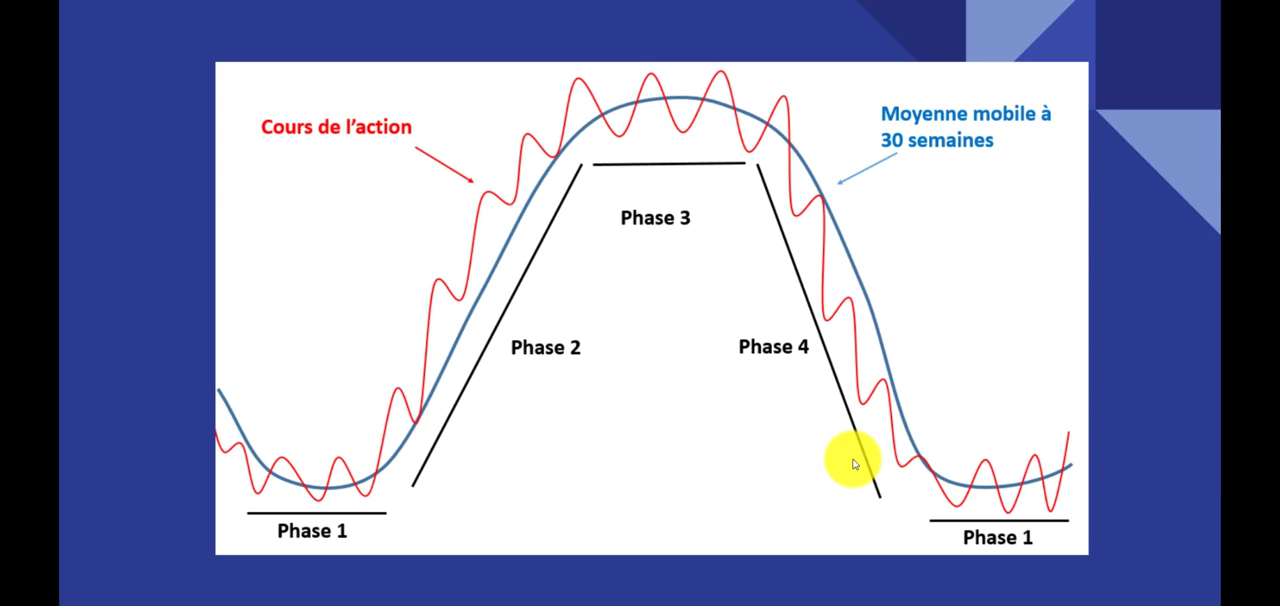 Cours de l’action
Moyenne mobile à
30 semaines
Phase 3
Phase 2
Phase 4
Phase 1
Phase 1